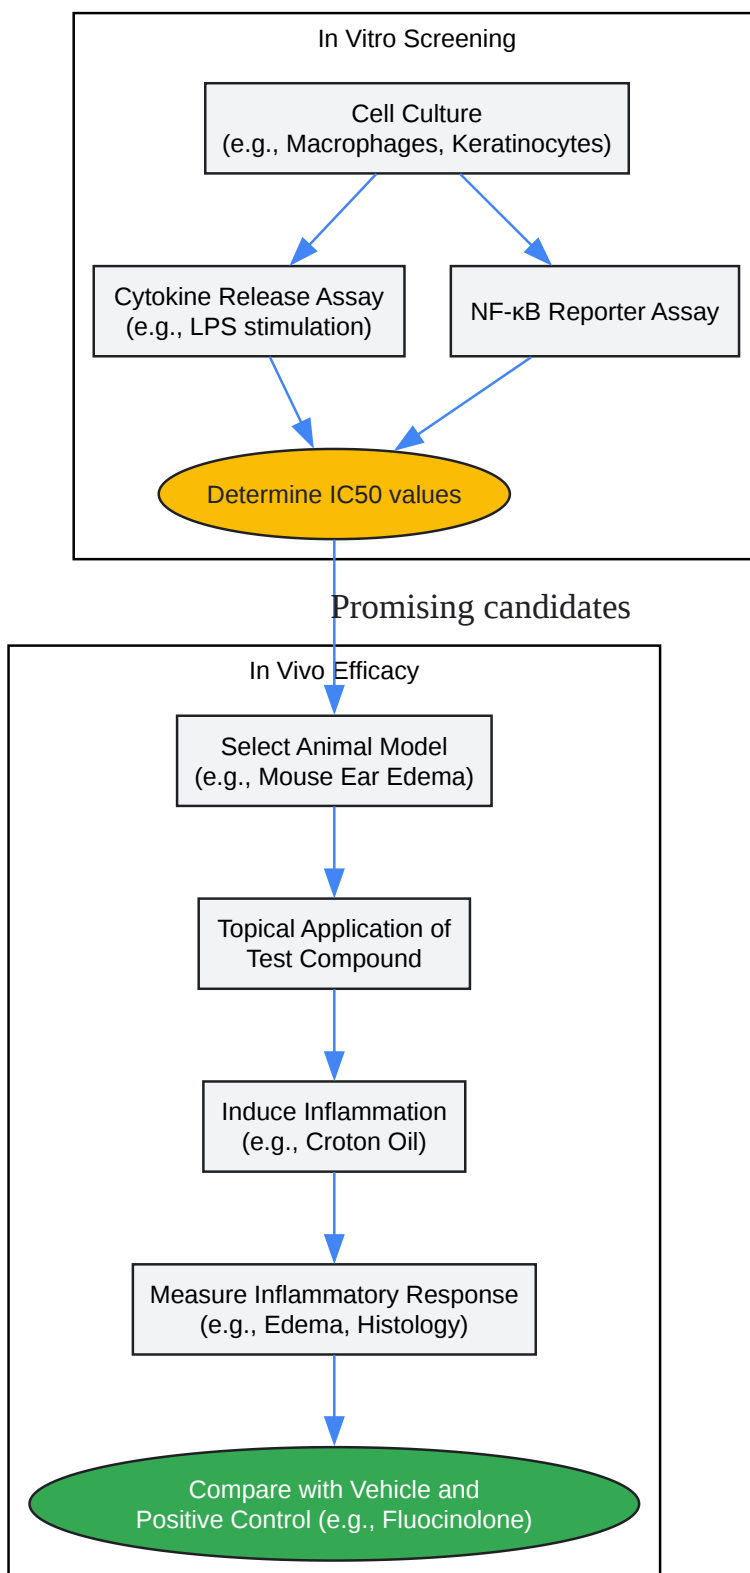 In Vitro Screening
Cell Culture
(e.g., Macrophages, Keratinocytes)
Cytokine Release Assay
(e.g., LPS stimulation)
NF-κB Reporter Assay
Determine IC50 values
Promising candidates
In Vivo Efficacy
Select Animal Model
(e.g., Mouse Ear Edema)
Topical Application of
Test Compound
Induce Inflammation
(e.g., Croton Oil)
Measure Inflammatory Response
(e.g., Edema, Histology)
Compare with Vehicle and
Positive Control (e.g., Fluocinolone)